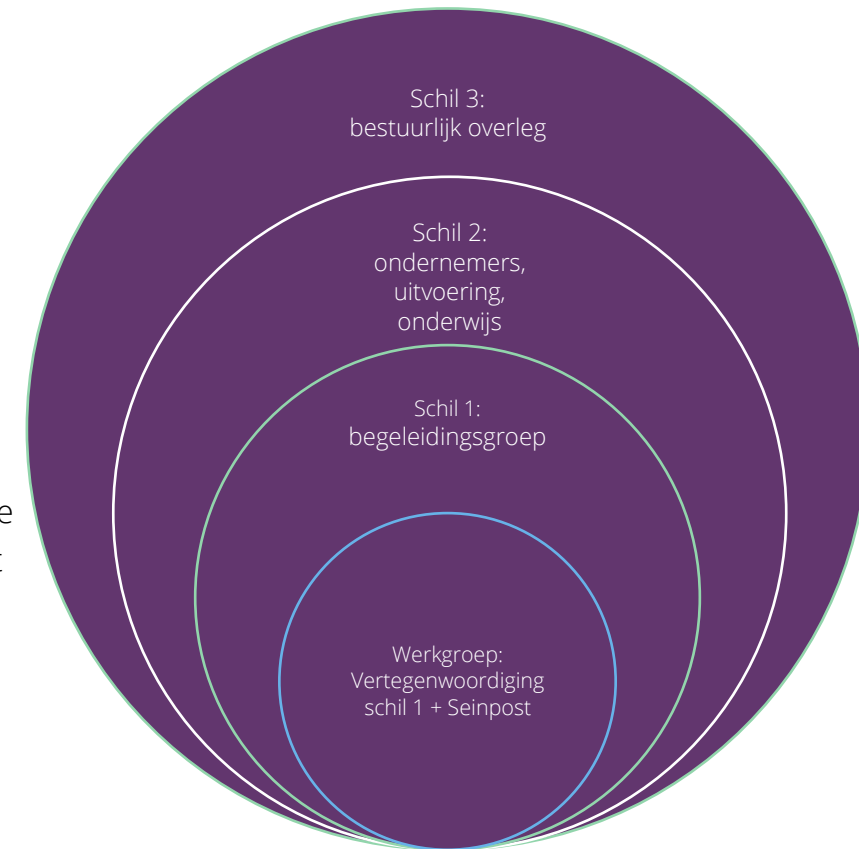 Schil 3:
bestuurlijk overleg
Schil 2:
ondernemers,
uitvoering,
onderwijs
Schil 1:
begeleidingsgroep
e
Werkgroep:
Vertegenwoordiging
schil 1 + Seinpost